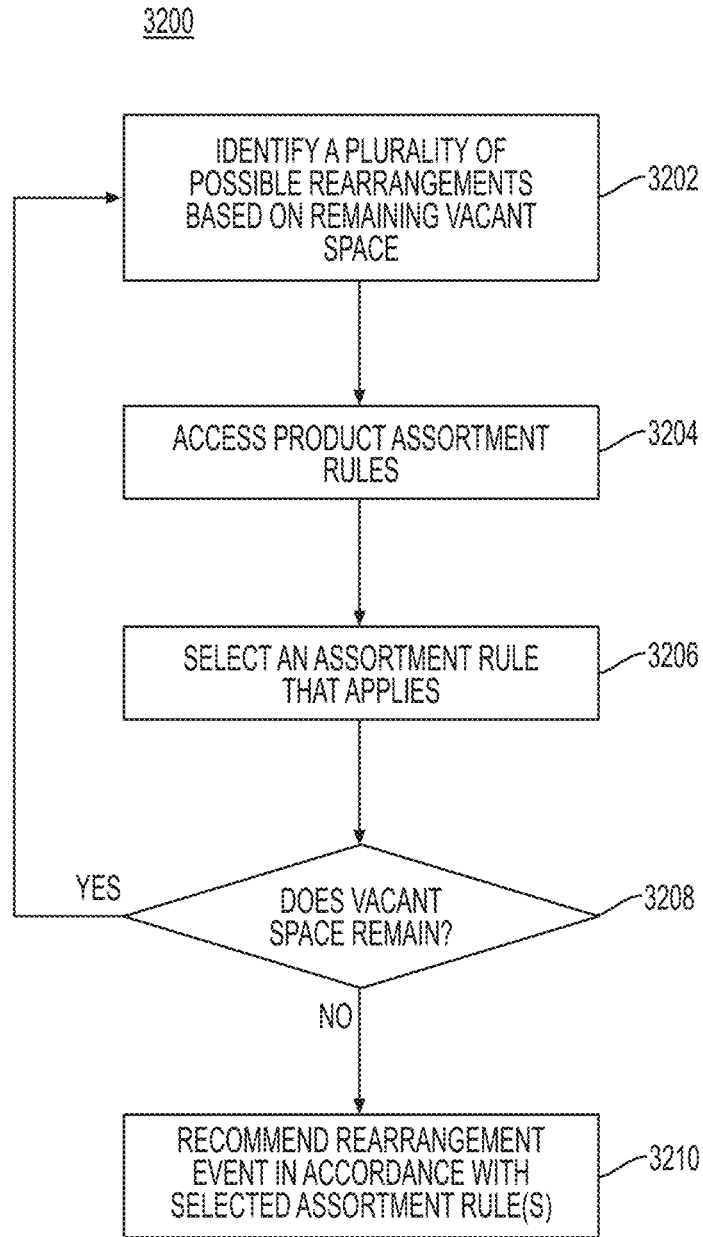 3200
IDENTIFY A PLURALITY OF
POSSIBLE REARRANGEMENTS
BASED ON REMAINING VACANT
SPACE
3202
ACCESS PRODUCT ASSORTMENT
RULES
3204
SELECT AN ASSORTMENT RULE
THAT APPLIES
3206
YES
DOES VACANT
SPACE REMAIN?
3208
NO
RECOMMEND REARRANGEMENT
EVENT IN ACCORDANCE WITH
SELECTED ASSORTMENT RULE(S)
3210